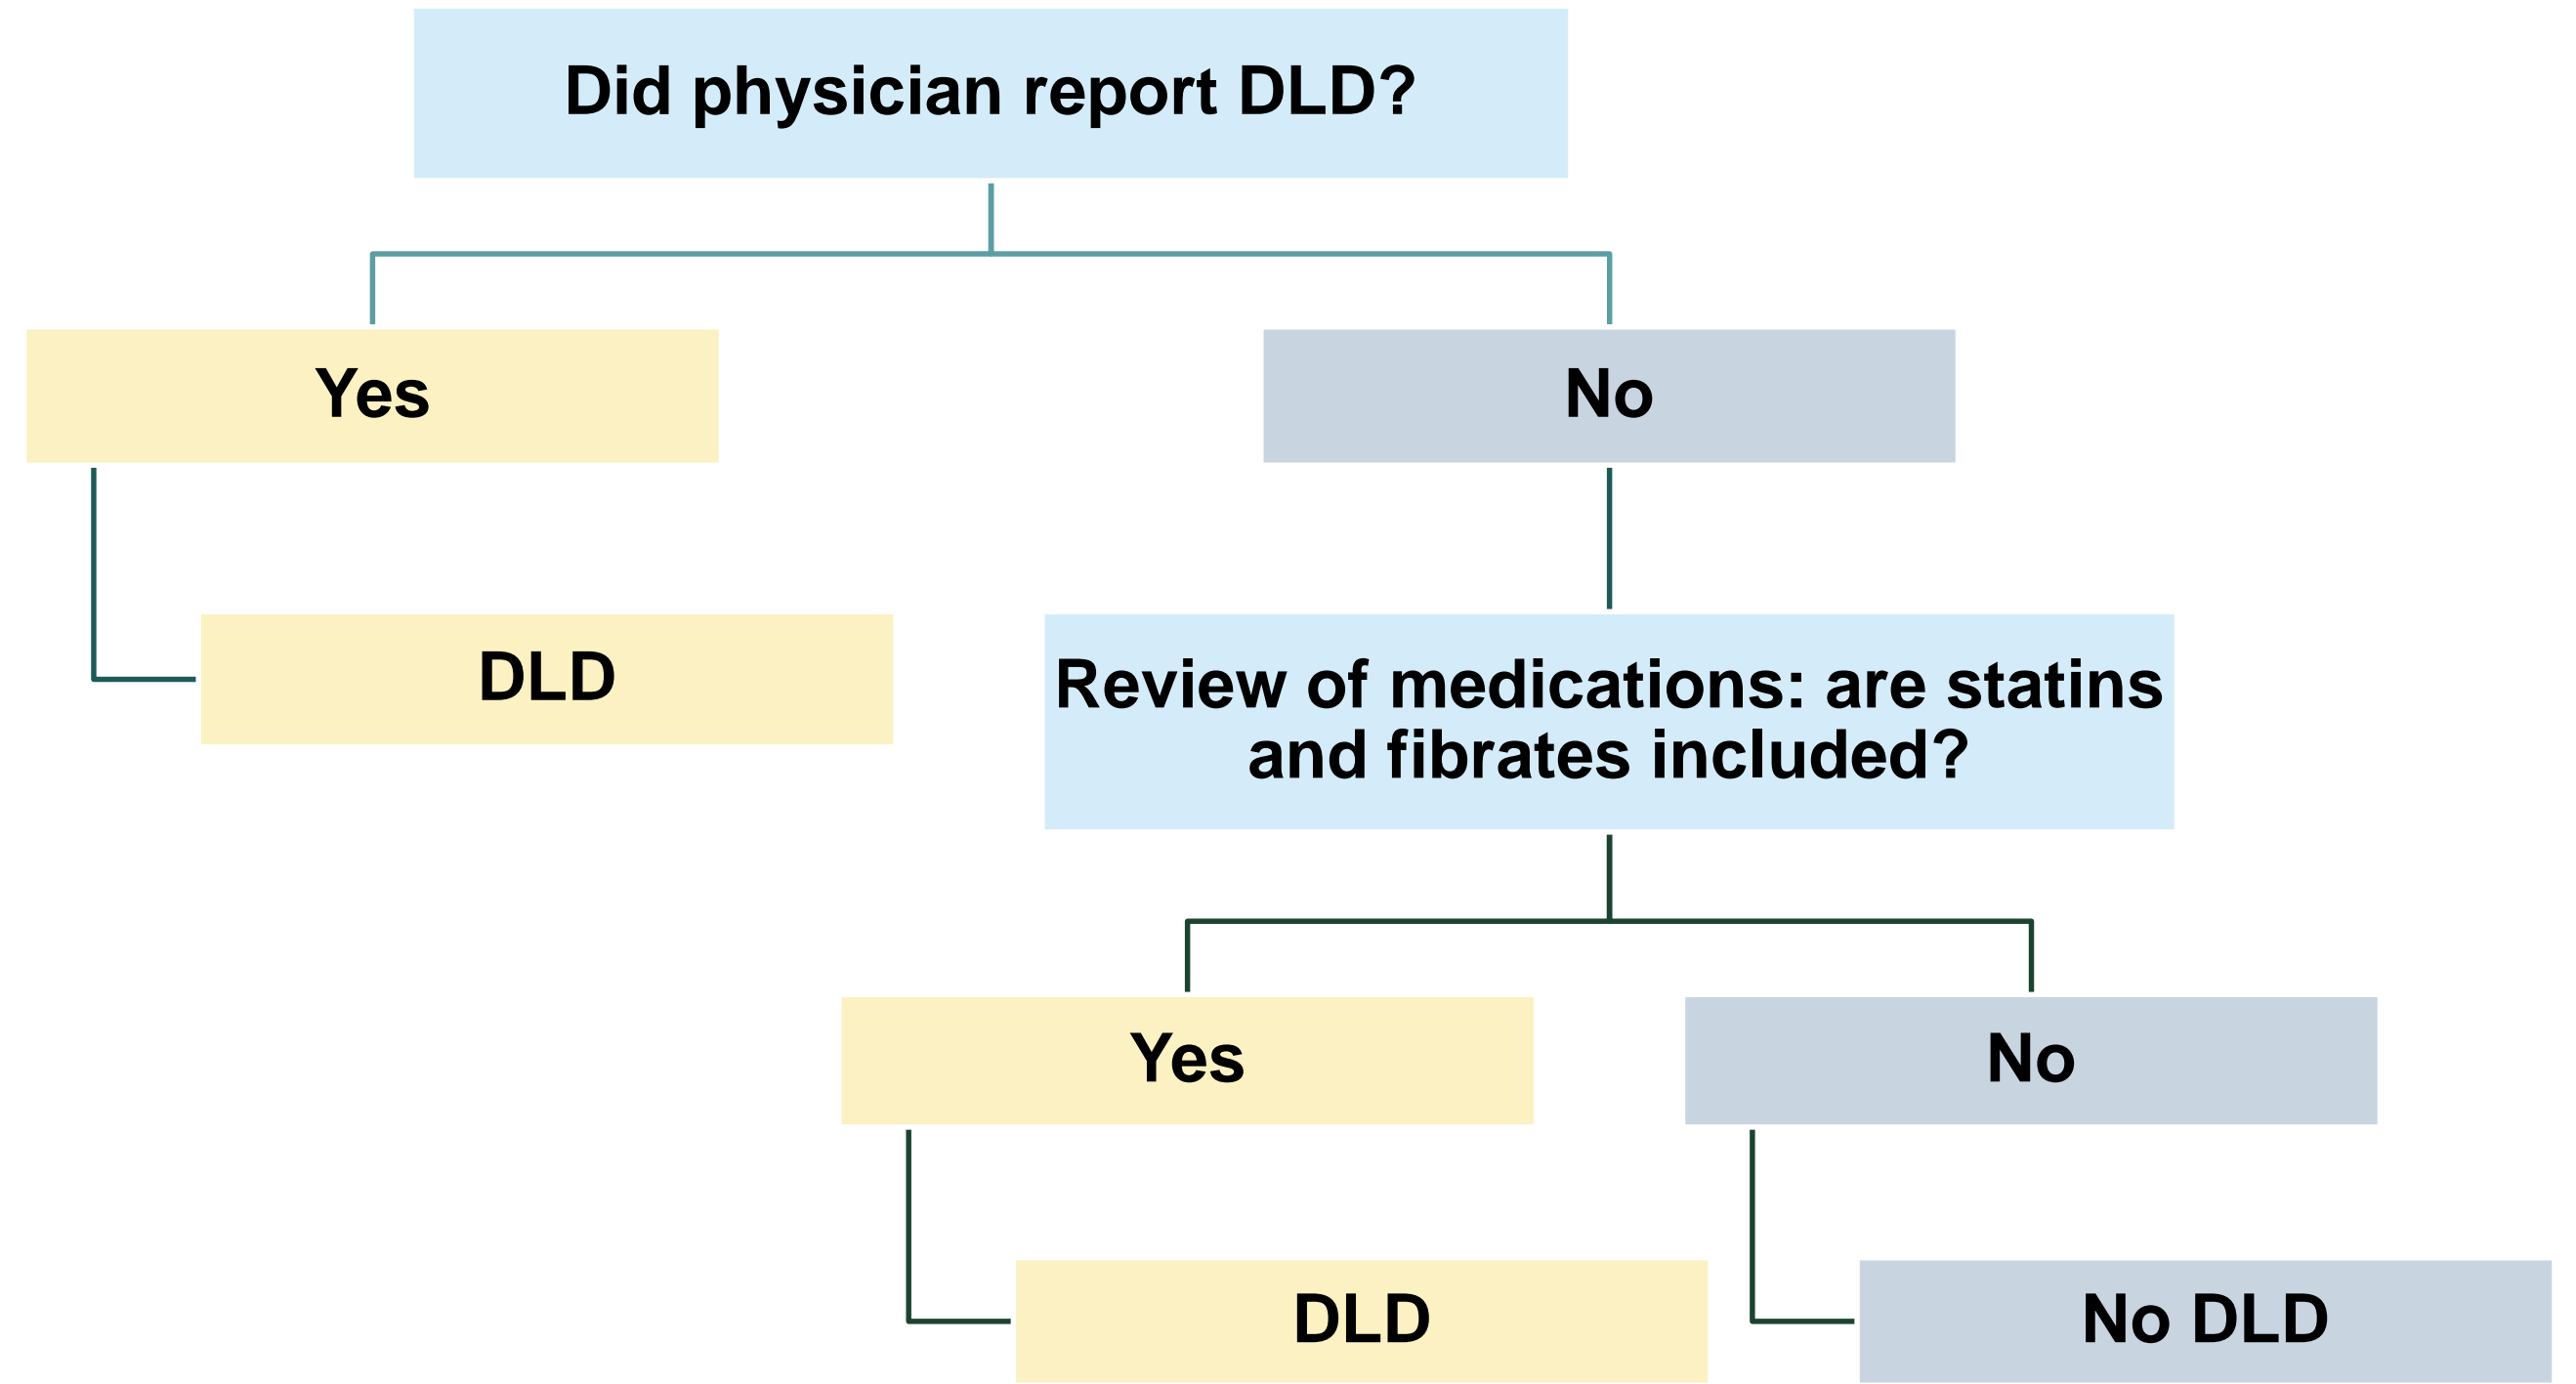 Did physician report DLD?
Yes
No
DLD
Review of medications: are statins
and fibrates included?
Yes
No
DLD
No DLD